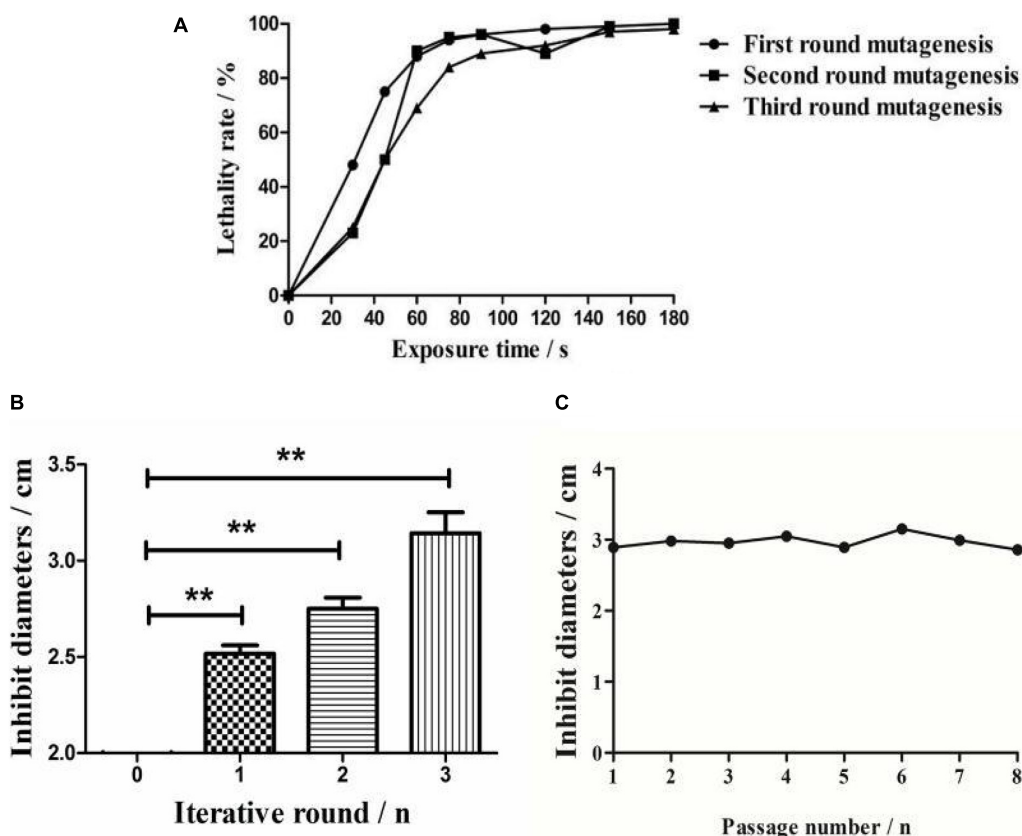 A
Lethality rate / %
100
80
60
40
20
0
0 20 40 60 80 100 120 140 160 180
Exposure time / s
First round mutagenesis
Second round mutagenesis
Third round mutagenesis
B
Inhibit diameters / cm
3.5
3.0
2.5
2.0
**
**
**
0 1 2 3
Iterative round / n
C
Inhibit diameters / cm
4
3
2
1
0
1 2 3 4 5 6 7 8
Passage number / n